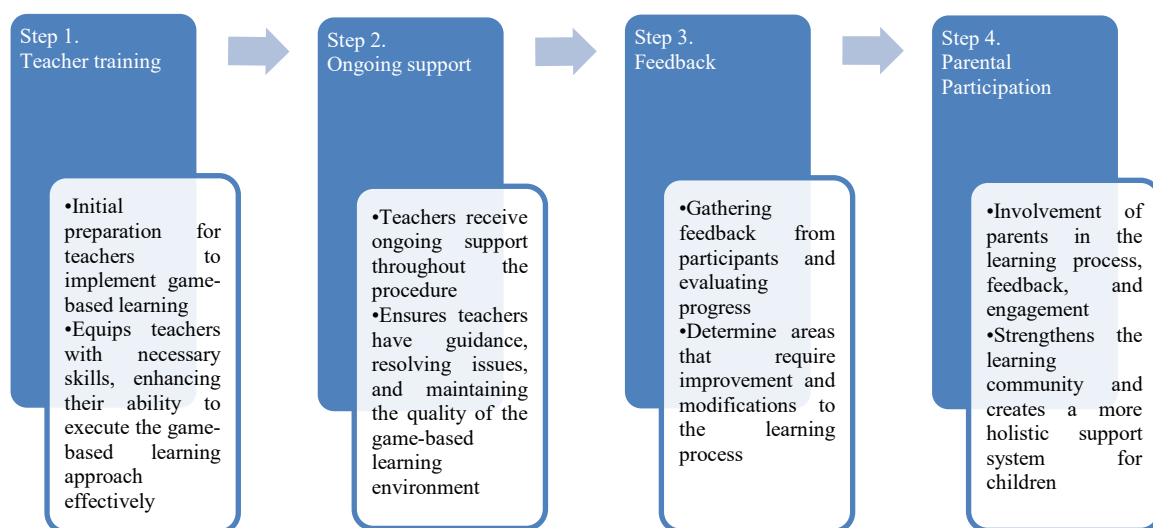 Step 1.
Teacher training
•Initial
preparation for
teachers to
implement game-
based learning
•Equips teachers
with necessary
skills, enhancing
their ability to
execute the game-
based learning
approach
effectively
Step 2.
Ongoing support
•Teachers receive
ongoing support
throughout the
procedure
•Ensures teachers
have guidance,
resolving issues,
and maintaining
the quality of the
game-based
learning
environment
Step 3.
Feedback
•Gathering
feedback from
participants and
evaluating
progress
•Determine areas
that require
improvement and
modifications to
the learning
process
Step 4.
Parental
Participation
•Involvement of
parents in the
learning process,
feedback, and
engagement
•Strengthens the
learning
community and
creates a more
holistic support
system for
children